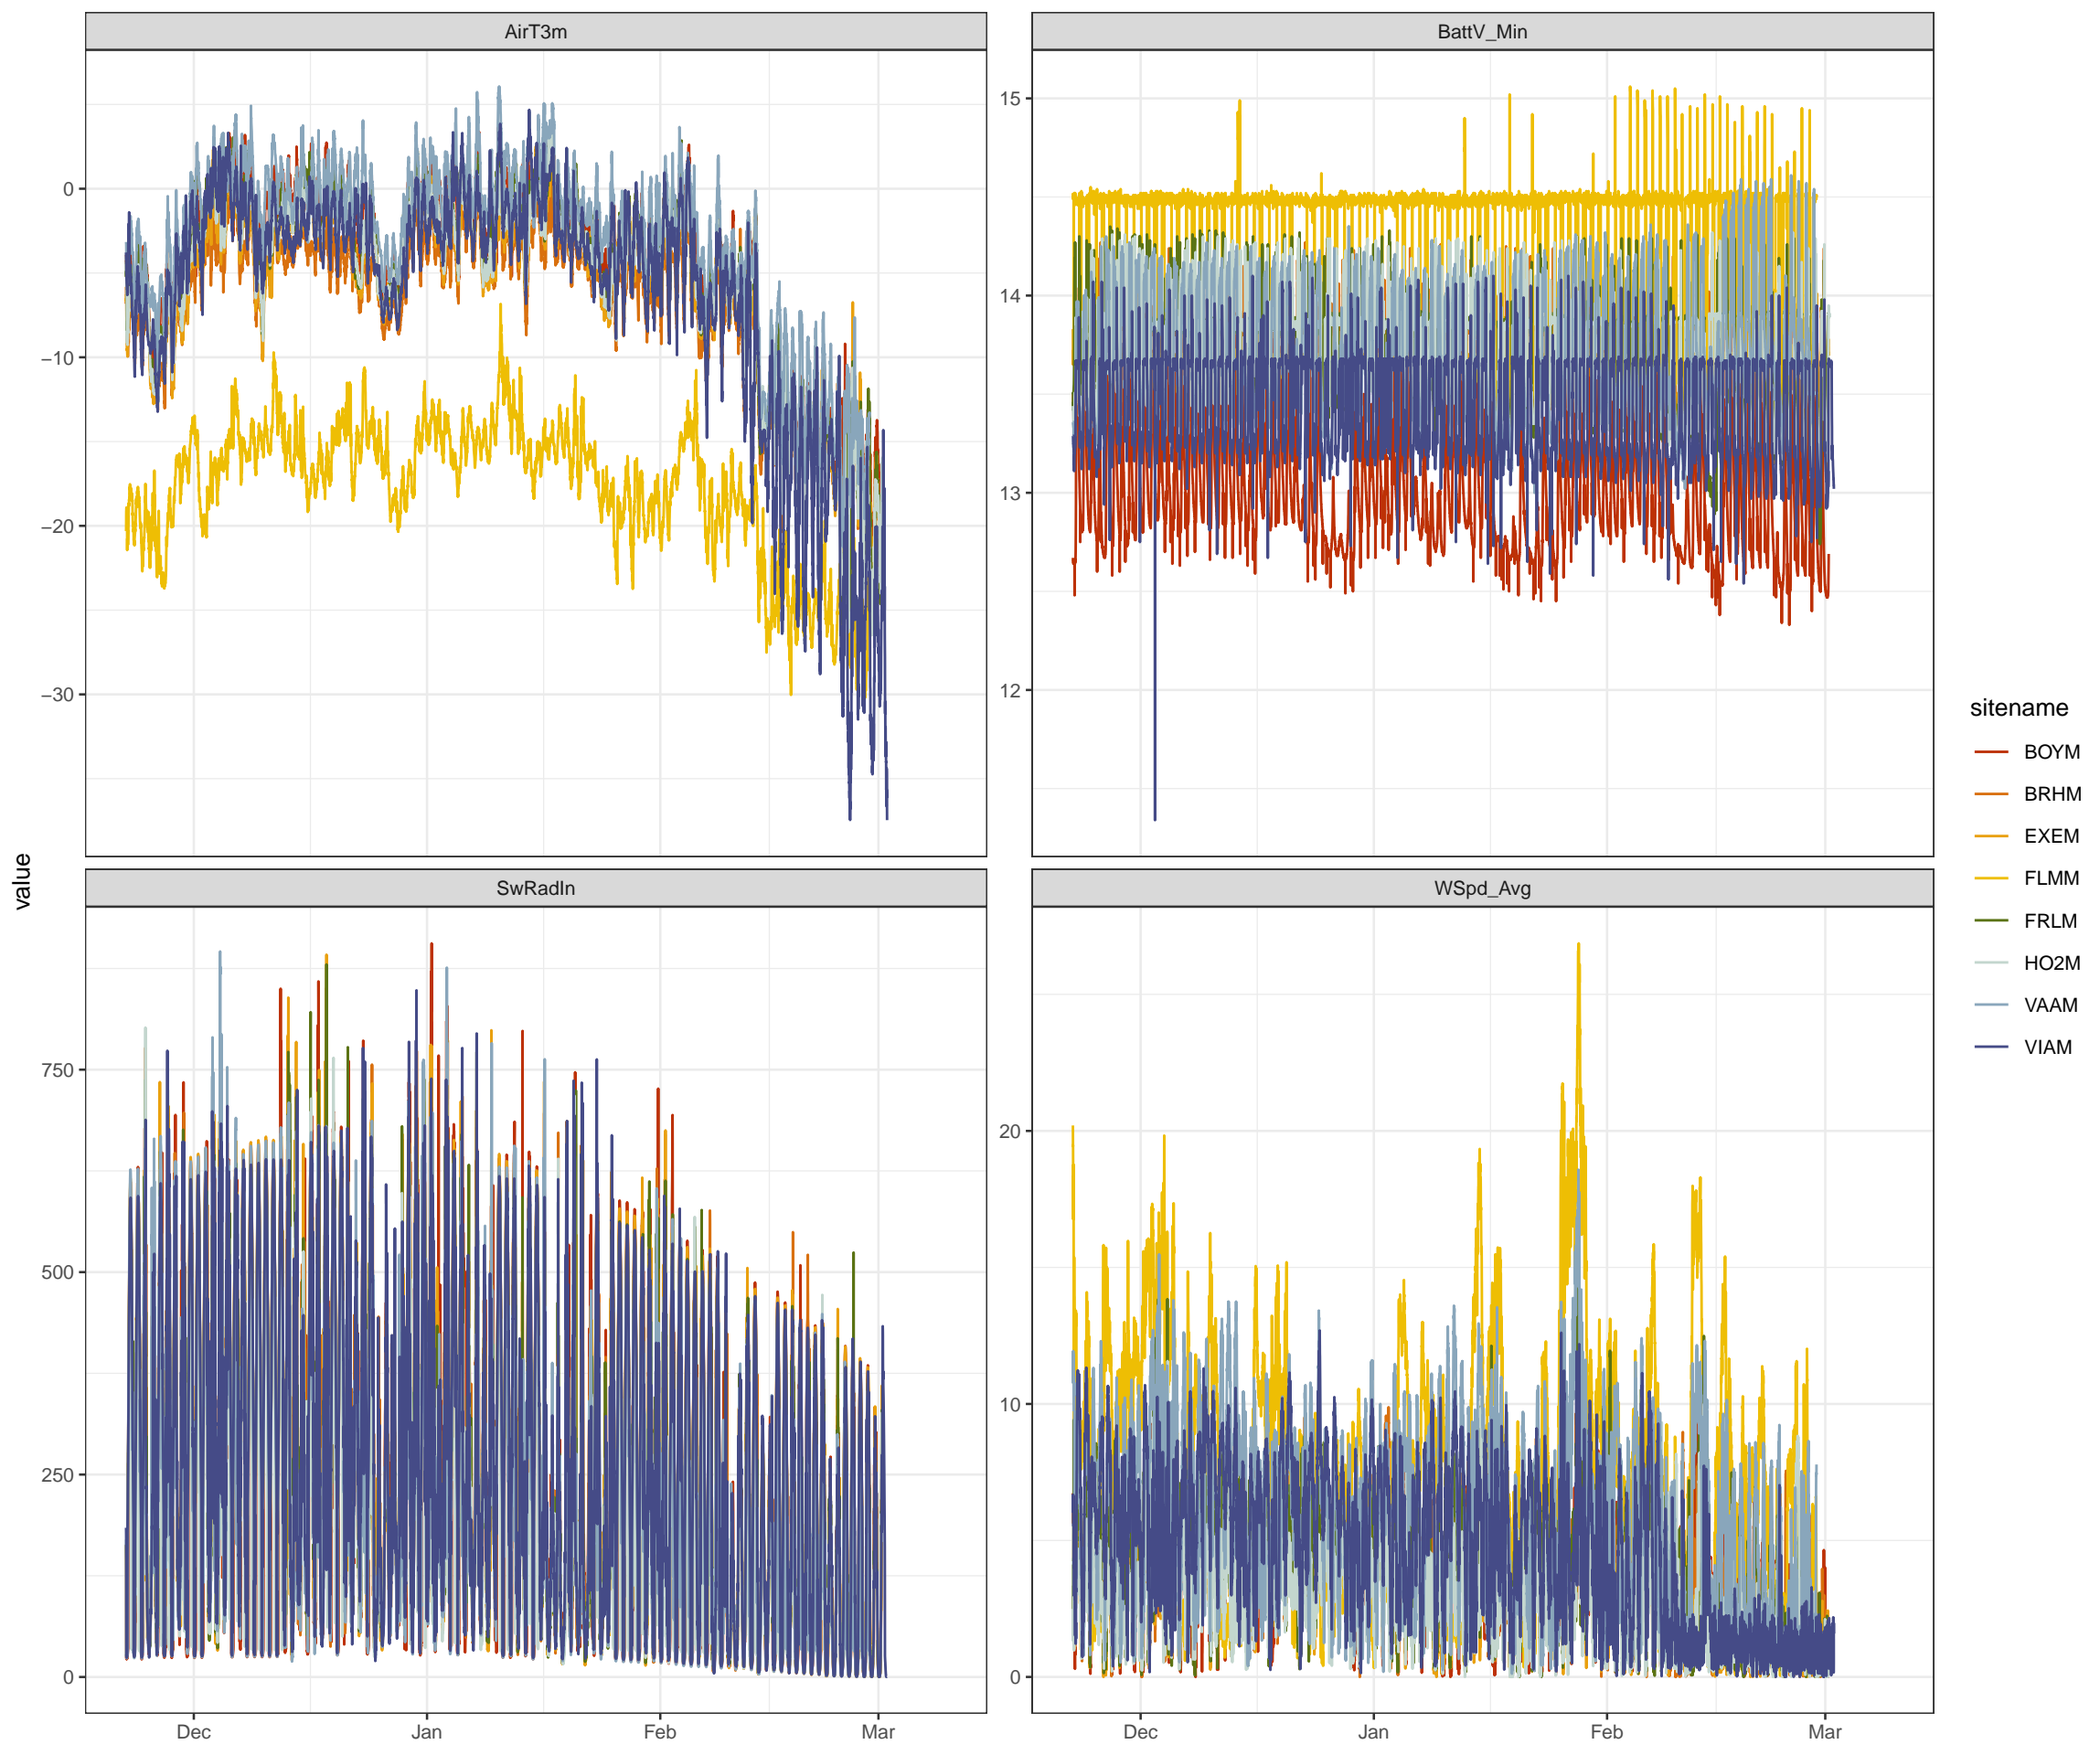 AirT3m
BattV_Min
0
−10
−20
−30
15
14
13
12
SwRadIn
WSpd_Avg
750
500
250
0
20
10
0
Dec
Jan
Feb
Mar
Dec
Jan
Feb
Mar
value
sitename
BOYM
BRHM
EXEM
FLMM
FRLM
HO2M
VAAM
VIAM